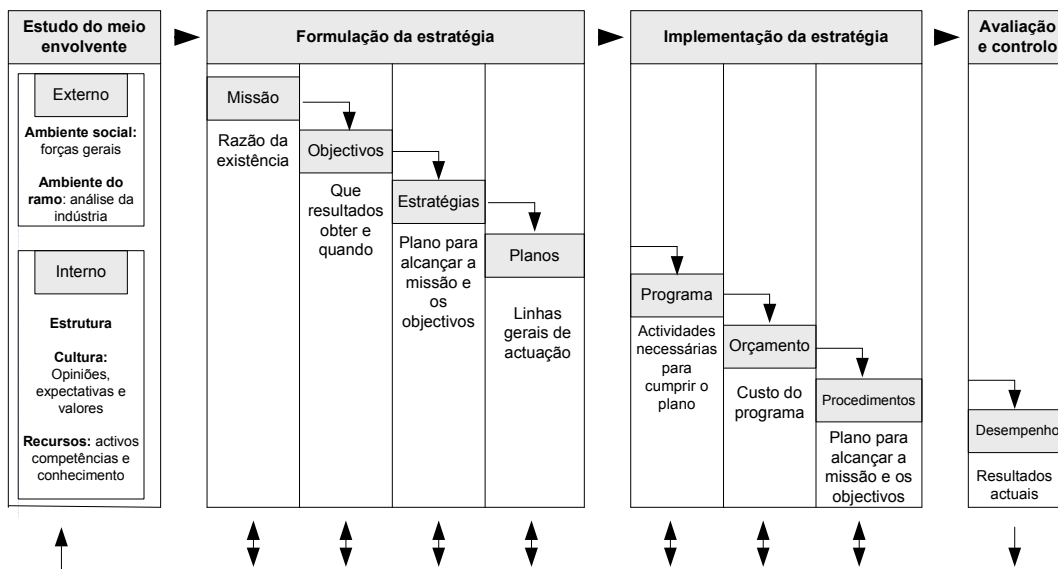 Estudo do meio
envolvente
Externo
Ambiente social:
forças gerais
Ambiente do
ramo: análise da
indústria
Interno
Estrutura
Cultura:
Opiniões,
expectativas e
valores
Recursos: activos
competências e
conhecimento
Formulação da estratégia
Missão
Razão da
existência
Objectivos
Que
resultados
obter e
quando
Estratégias
Plano para
alcançar a
missão e
os
objectivos
Planos
Linhas
gerais de
actuação
Implementação da estratégia
Programa
Actividades
necessárias
para
cumprir o
plano
Orçamento
Custo do
programa
Procedimentos
Plano para
alcançar a
missão e os
objectivos
Avaliação
e controlo
Desempenho
Resultados
actuais